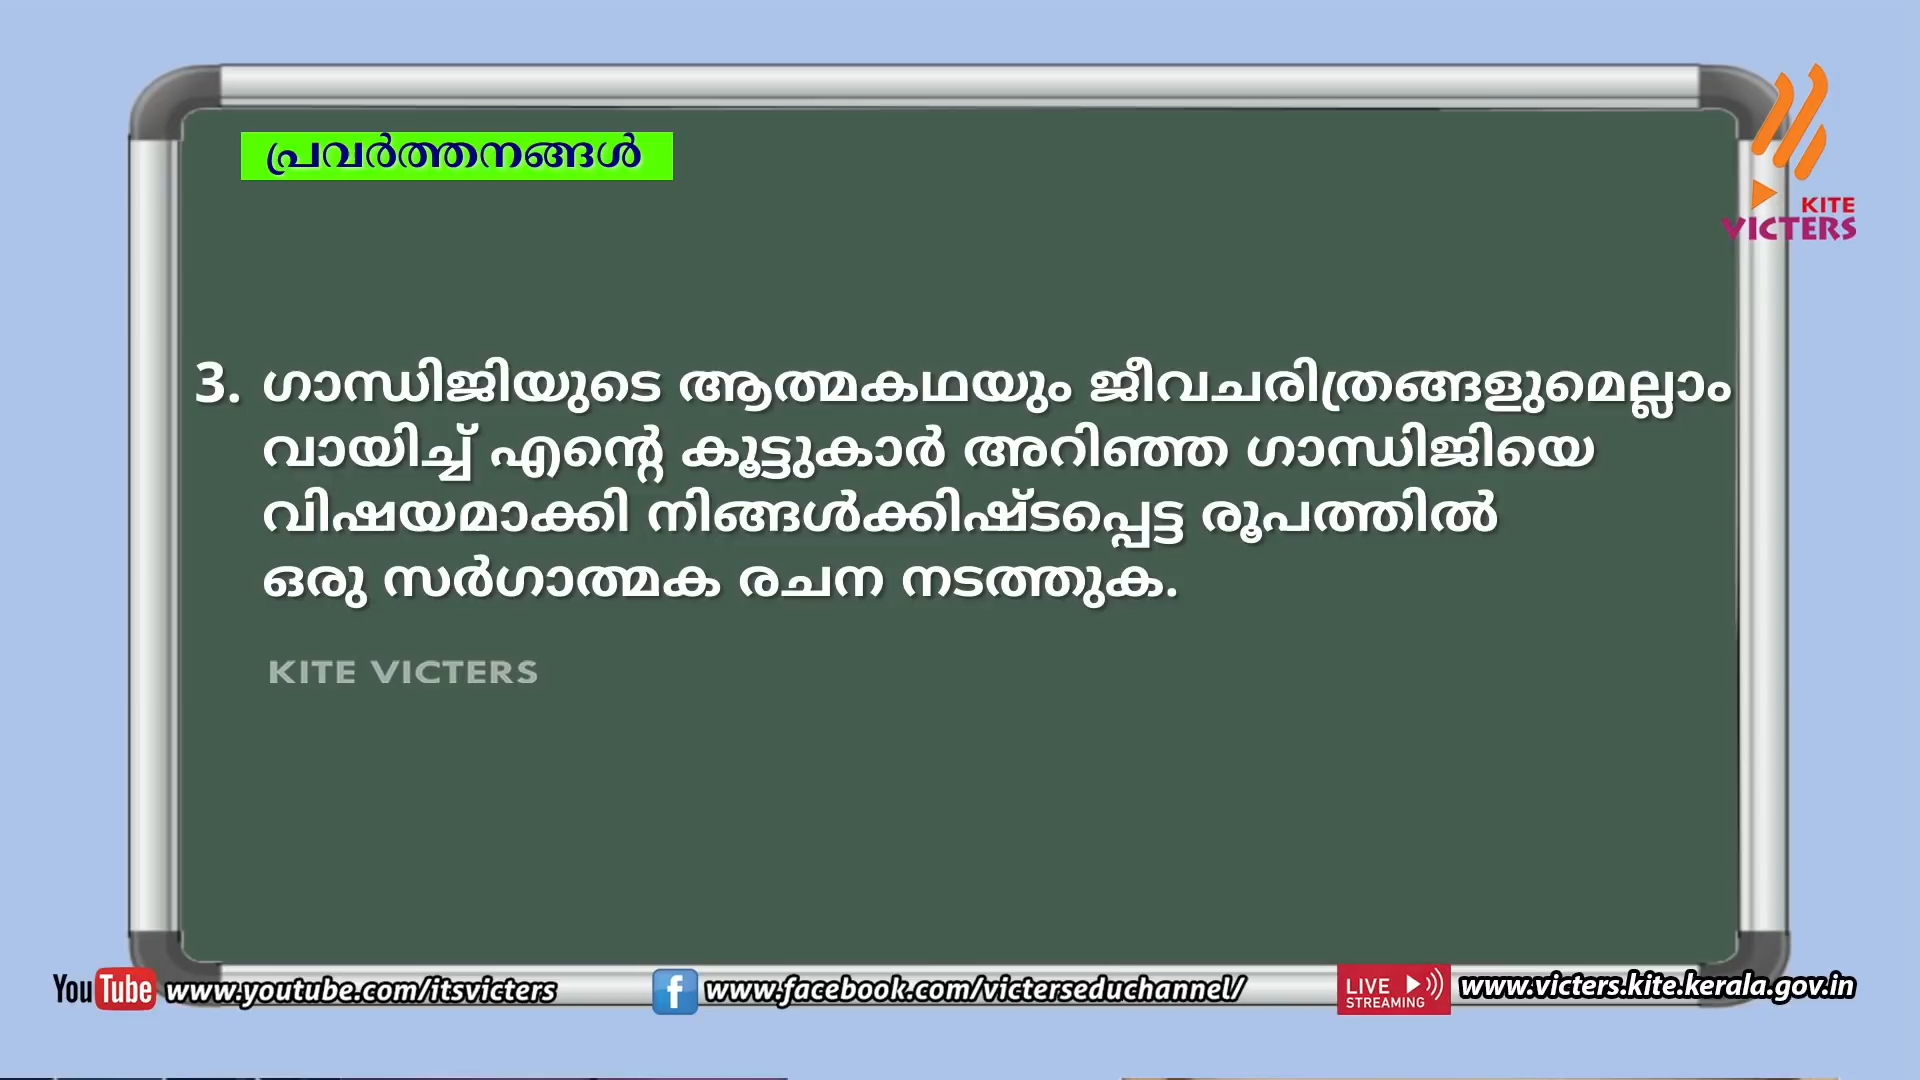 പ്രവർത്തനങ്ങൾ
KITE
VICTERS
3. ഗാന്ധിജിയുടെ ആത്മകഥയും ജീവചരിത്രങ്ങളുമെല്ലാം
വായിച്ച് എന്റെ കൂട്ടുകാർ അറിഞ്ഞ ഗാന്ധിജിയെ
വിഷയമാക്കി നിങ്ങൾക്കിഷ്ടപ്പെട്ട രൂപത്തിൽ
ഒരു സർഗാത്മക രചന നടത്തുക.
KITE VICTERS
YouTube www.youtube.com/itsvicters f www.facebook.com/victerseduchannel/ LIVE STREAMING www.victers.kite.kerala.gov.in